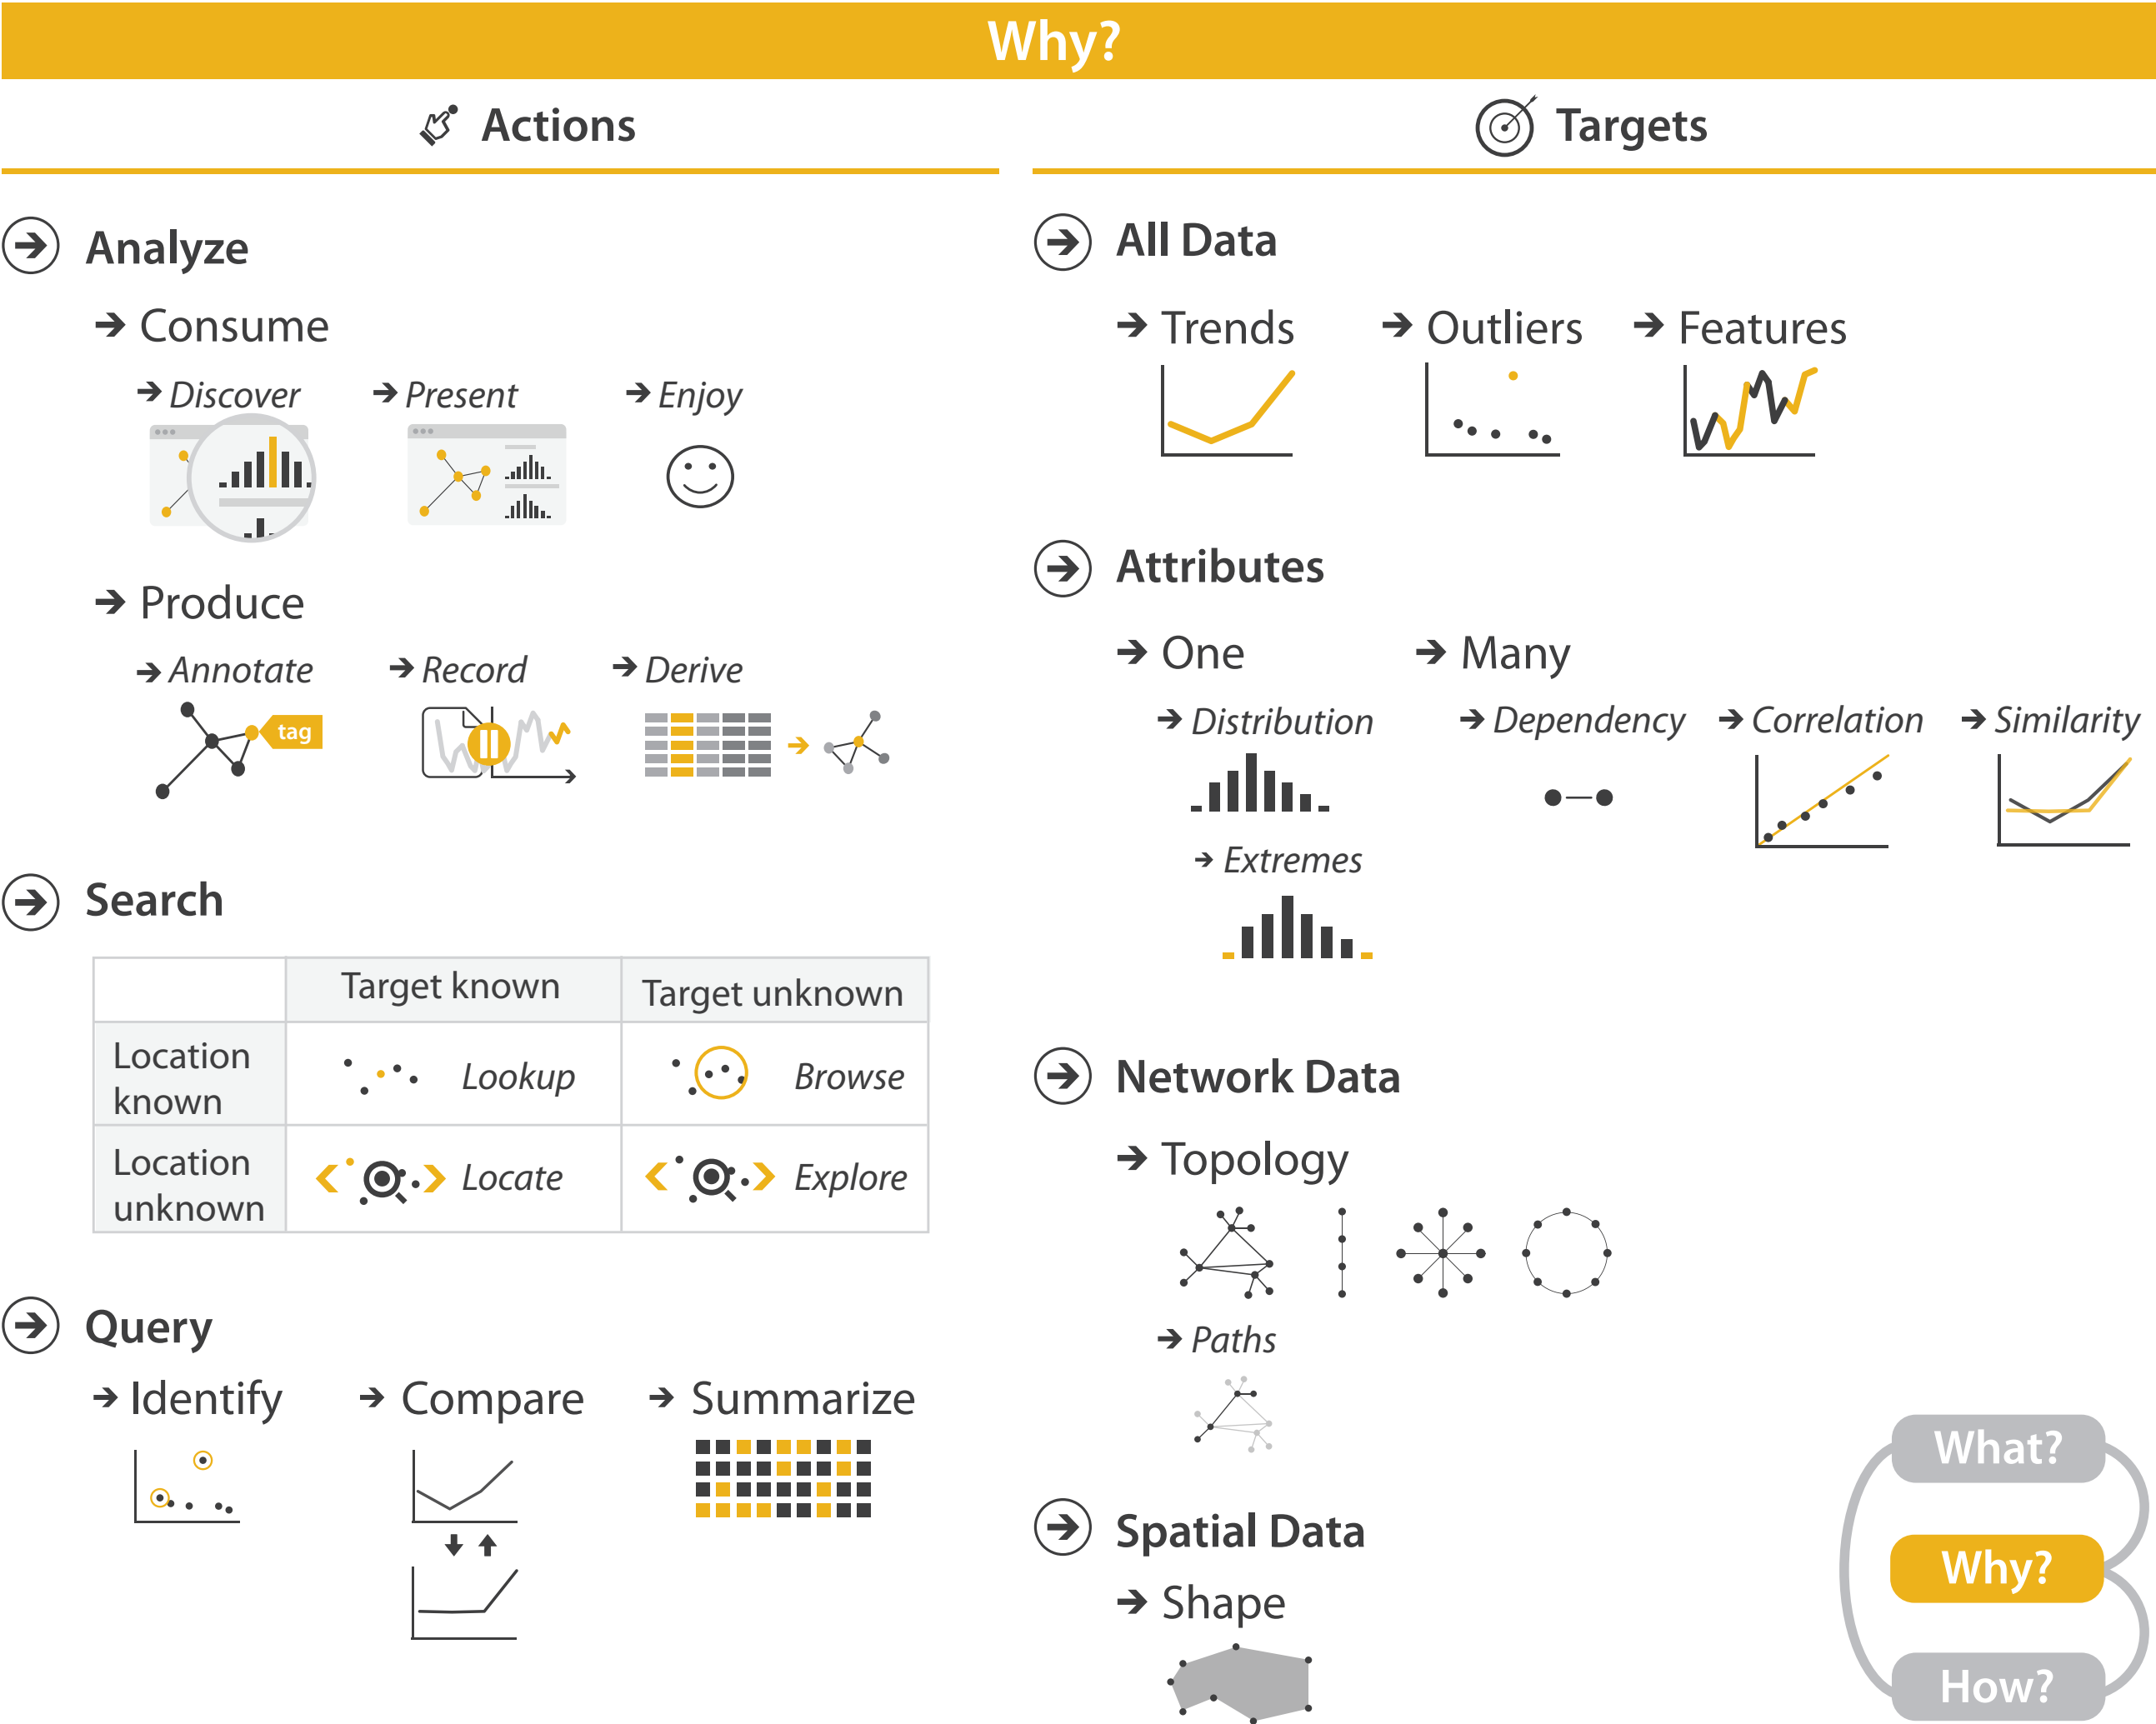 Why?
Actions
Analyze
Consume
Discover
Present
Enjoy
Produce
Annotate
Record
Derive
tag
Search
Target known
Target unknown
Location
known
Lookup
Browse
Location
unknown
Locate
Explore
Query
Identify
Compare
Summarize
Targets
All Data
Trends
Outliers
Features
Attributes
One
Many
Distribution
Dependency
Correlation
Similarity
Extremes
Network Data
Topology
Paths
Spatial Data
Shape
What?
Why?
How?